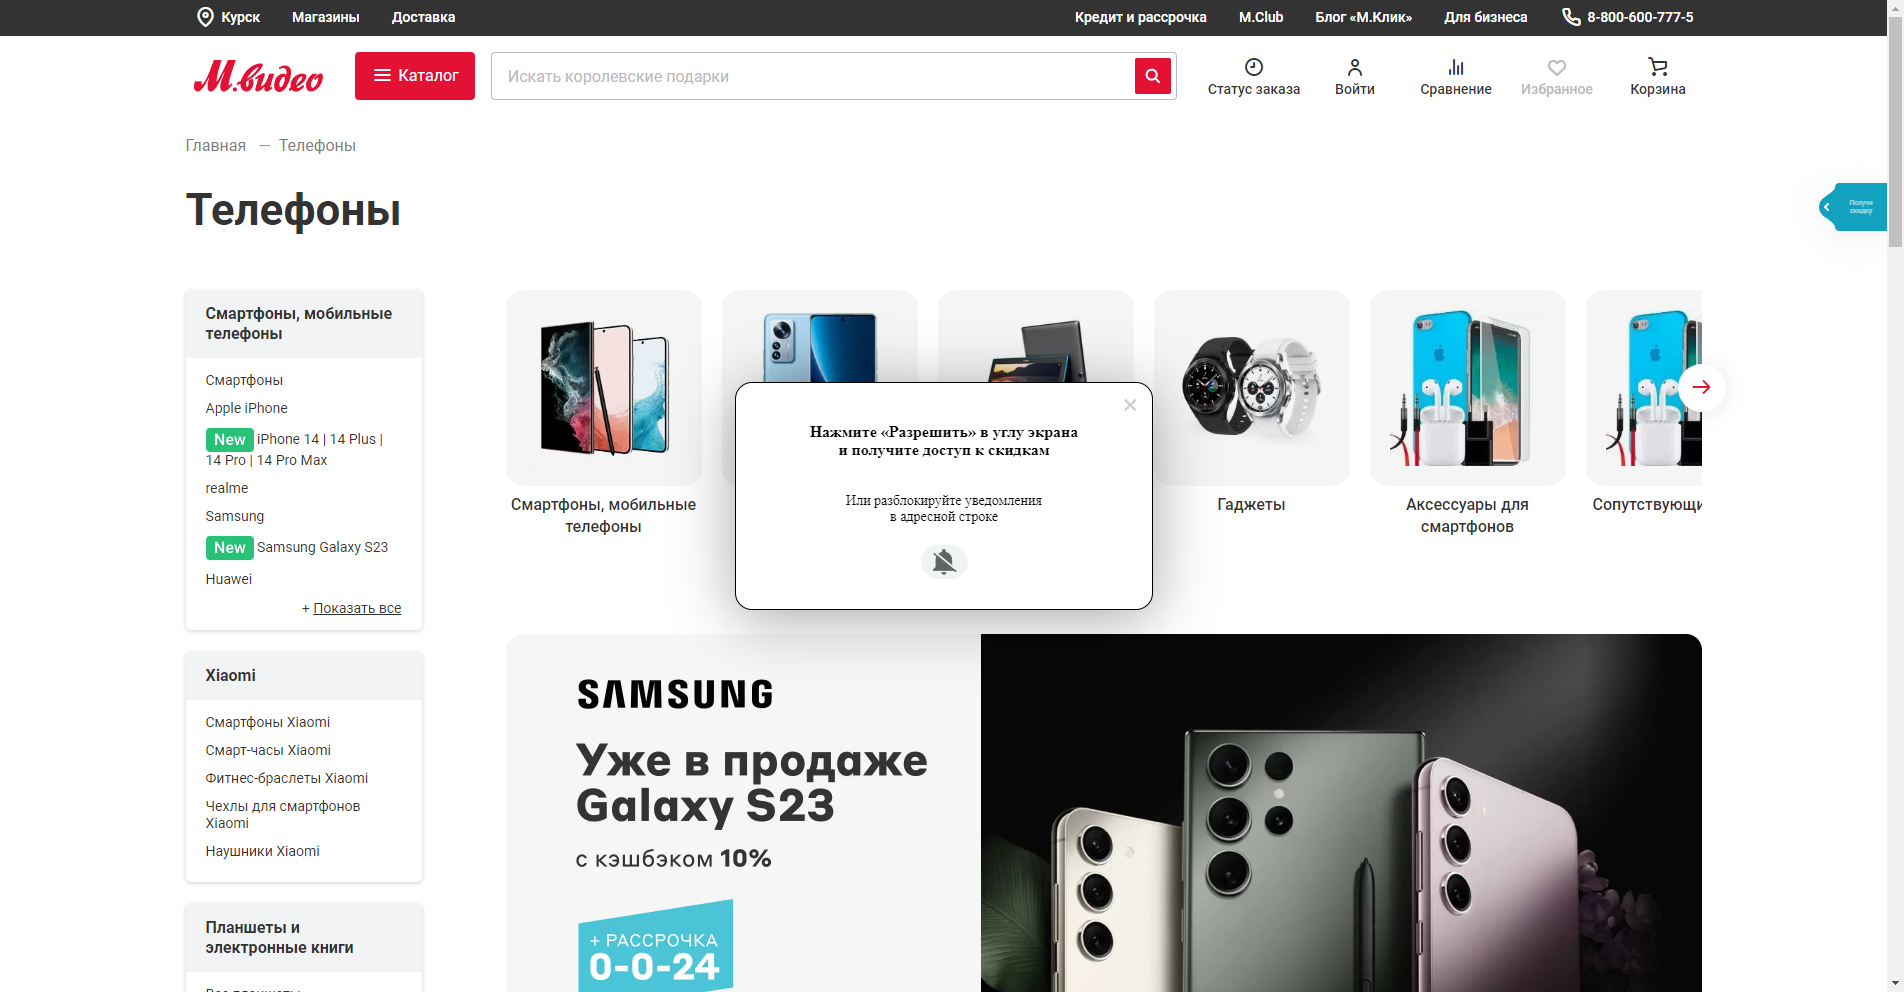 Курск
Магазины
Доставка
Кредит и рассрочка
M.Club
Блог «М.Клик»
Для бизнеса
8-800-600-777-5
М.видео
Каталог
Искать королевские подарки
Статус заказа
Войти
Сравнение
Избранное
Корзина
Главная — Телефоны
Получи
скидку
Телефоны
Смартфоны, мобильные
телефоны
Смартфоны
Apple iPhone
New iPhone 14 | 14 Plus |
14 Pro | 14 Pro Max
realme
Samsung
New Samsung Galaxy S23
Huawei
+ Показать все
Xiaomi
Смартфоны Xiaomi
Смарт-часы Xiaomi
Фитнес-браслеты Xiaomi
Чехлы для смартфонов
Xiaomi
Наушники Xiaomi
Планшеты и
электронные книги
Все планшеты
Смартфоны, мобильные
телефоны
Гаджеты
Аксессуары для
смартфонов
Сопутствующи
Нажмите «Разрешить» в углу экрана
и получите доступ к скидкам
Или разблокируйте уведомления
в адресной строке
SAMSUNG
Уже в продаже
Galaxy S23
с кэшбэком 10%
+ РАССРОЧКА
0-0-24